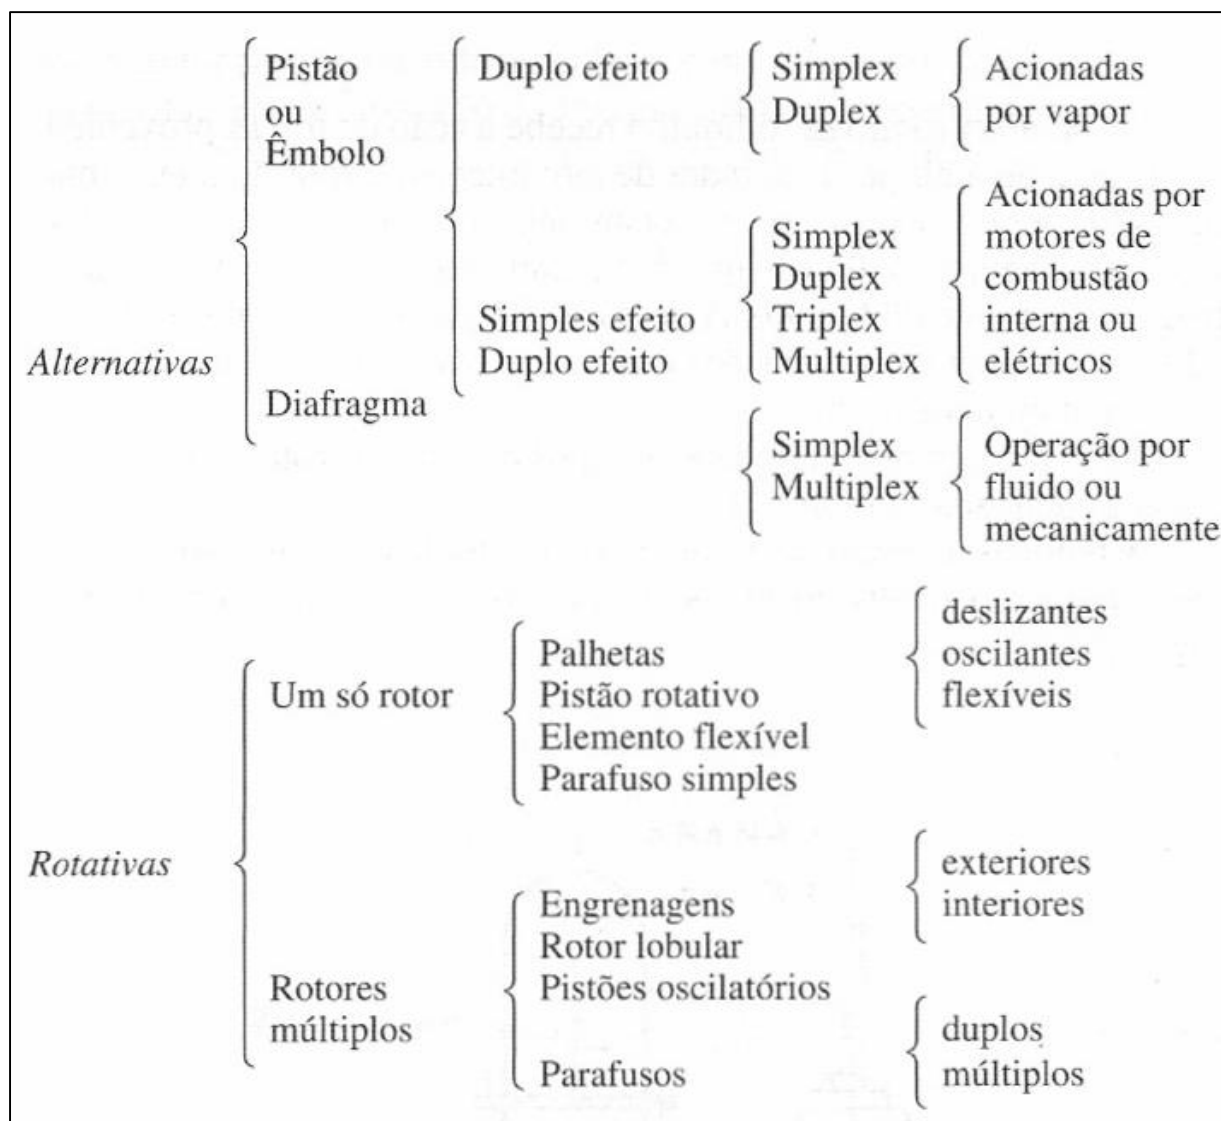 Pistão
ou
Êmbolo
Duplo efeito
Simplex
Duplex
Acionadas
por vapor
Alternativas
Simples efeito
Duplo efeito
Simplex
Duplex
Triplex
Multiplex
Acionadas por
motores de
combustão
interna ou
elétricos
Diafragma
Simplex
Multiplex
Operação por
fluido ou
mecanicamente
Rotativas
Um só rotor
Palhetas
Pistão rotativo
Elemento flexível
Parafuso simples
deslizantes
oscilantes
flexíveis
Rotores
múltiplos
Engrenagens
Rotor lobular
Pistões oscilatórios
Parafusos
exteriores
interiores
duplos
múltiplos